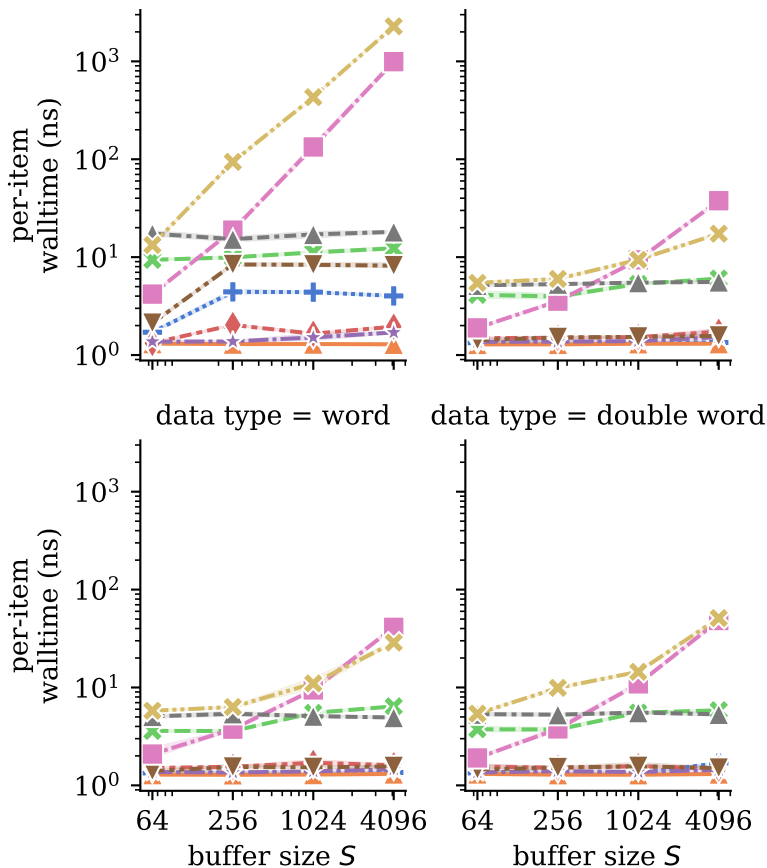 10³
10²
10¹
10⁰
per-item
walltime (ns)
data type = word
data type = double word
10³
10²
10¹
10⁰
per-item
walltime (ns)
64 256 1024 4096
64 256 1024 4096
buffer size S
buffer size S